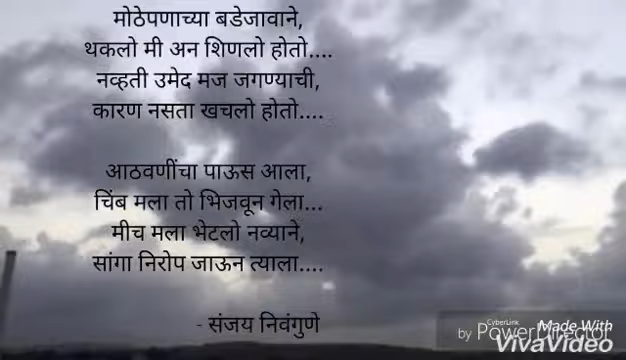 मोठेपणाच्या बडेजावाने,
थकलो मी अन शिणलो होतो....
नव्हती उमेद मज जगण्याची,
कारण नसता खचलो होतो....
आठवणींचा पाऊस आला,
चिंब मला तो भिजवून गेला...
मीच मला भेटलो नव्याने,
सांगा निरोप जाऊन त्याला....
- संजय निवंगुणे
CyberLink
by PowerDirector
Made With
VivaVideo